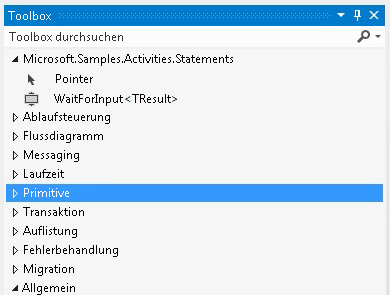 Toolbox
Toolbox durchsuchen
Microsoft.Samples.Activities.Statements
Pointer
WaitForInput<TResult>
Ablaufsteuerung
Flussdiagramm
Messaging
Laufzeit
Primitive
Transaktion
Auflistung
Fehlerbehandlung
Migration
Allgemein